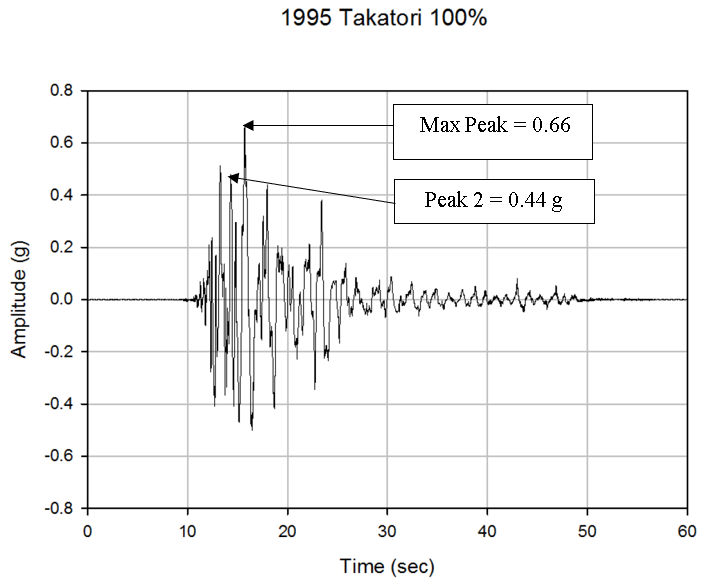 1995 Takatori 100%
0.8
0.6
0.4
0.2
0.0
-0.2
-0.4
-0.6
-0.8
Amplitude (g)
Max Peak = 0.66
Peak 2 = 0.44 g
0 10 20 30 40 50 60
Time (sec)